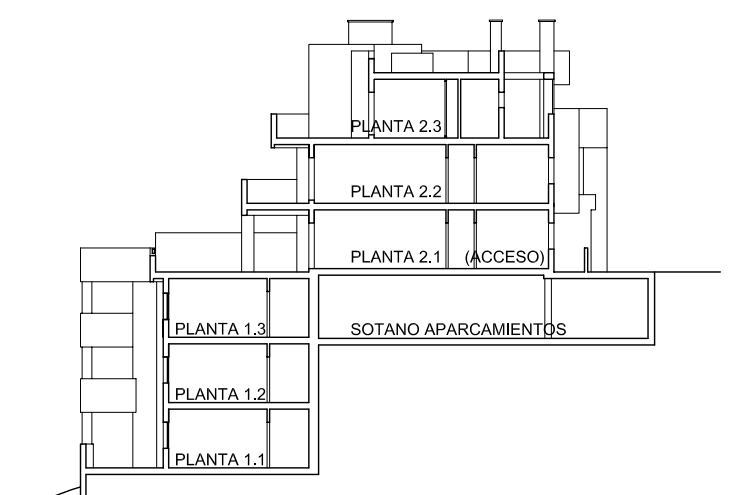 PLANTA 2.3
PLANTA 2.2
PLANTA 2.1 (ACCESO)
PLANTA 1.3 SOTANO APARCAMIENTOS
PLANTA 1.2
PLANTA 1.1